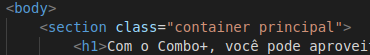 <body>
<section class="container principal">
<h1>Com o Combo+, você pode aprovei